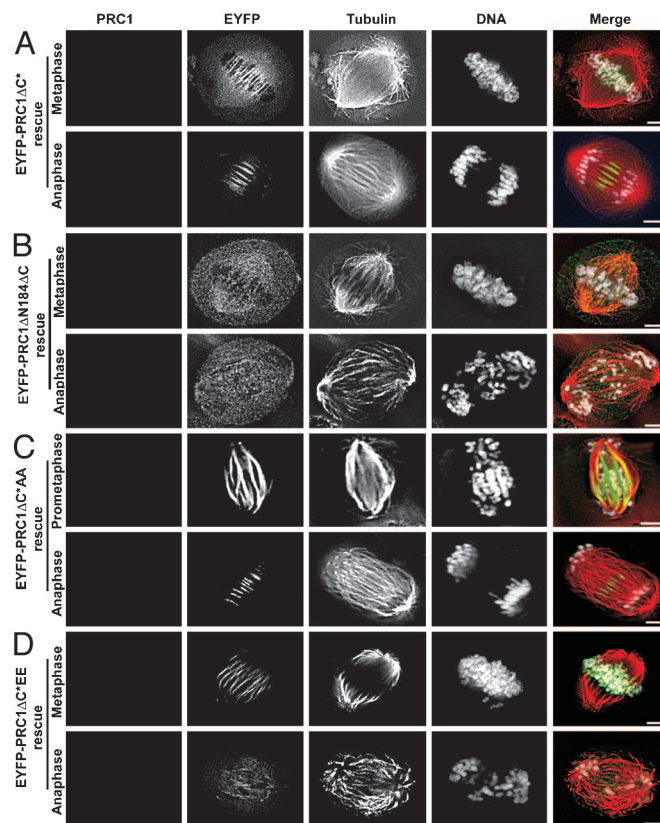 PRC1 EYFP Tubulin DNA Merge
A
EYFP-PRC1ΔC*
rescue
Metaphase
Anaphase
B
EYFP-PRC1ΔN184ΔC
rescue
Metaphase
Anaphase
C
EYFP-PRC1ΔC*AA
rescue
Prometaphase
Anaphase
D
EYFP-PRC1ΔC*EE
rescue
Metaphase
Anaphase